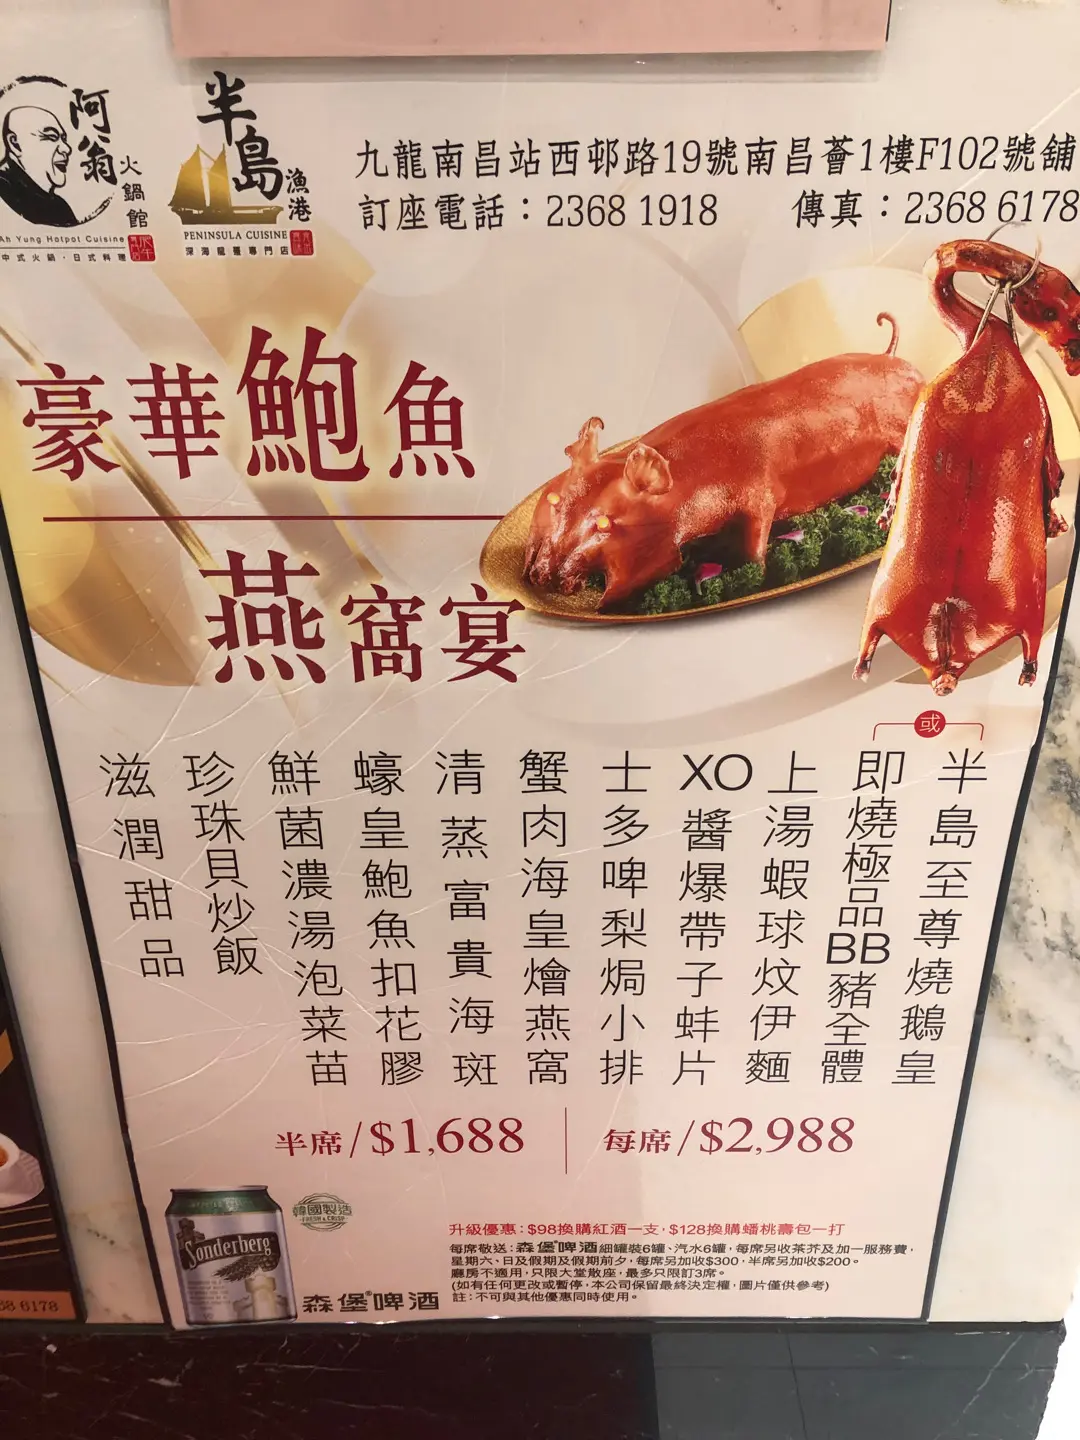 阿翁
火鍋館
Ah Yung Hotpot Cuisine
中式火鍋·日式料理
半島
漁港
PENINSULA CUISINE
深海龍躉專門店
九龍南昌站西邨路19號南昌薈1樓F102號舖
訂座電話：2368 1918 傳真：2368 6178
豪華鮑魚
燕窩宴
或
半島至尊燒鵝皇
即燒極品BB豬全體
上湯蝦球炆伊麵
XO醬爆帶子蚌片
士多啤梨焗小排
蟹肉海皇燴燕窩
清蒸富貴海斑
蠔皇鮑魚扣花膠
鮮菌濃湯泡菜苗
珍珠貝炒飯
滋潤甜品
半席/$1,688
每席/$2,988
Sonderberg
韓國製造
FRESH & CRISP
森堡®啤酒
升級優惠：$98換購紅酒一支，$128換購蟠桃壽包一打
每席敬送：森堡®啤酒細罐裝6罐、汽水6罐，每席另收茶芥及加一服務費，
星期六、日及假期及假期前夕，每席另加收$300，半席另加收$200。
廳房不適用，只限大堂散座，最多只限訂3席。
(如有任何更改或暫停，本公司保留最終決定權，圖片僅供參考)
註：不可與其他優惠同時使用。
68 6178